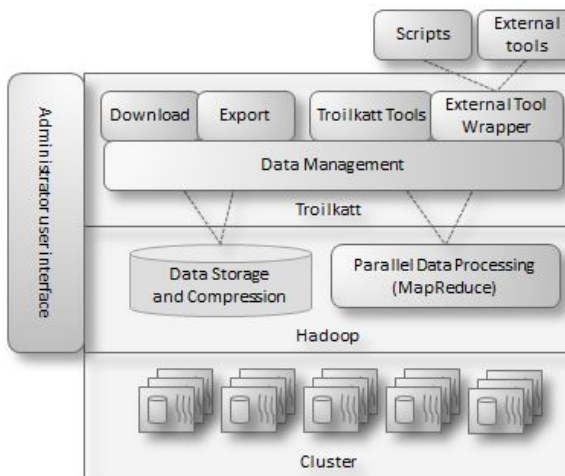 Scripts
External
tools
Administrator user interface
Download
Export
Troilkatt Tools
External Tool
Wrapper
Data Management
Troilkatt
Data Storage
and Compression
Parallel Data Processing
(MapReduce)
Hadoop
Cluster